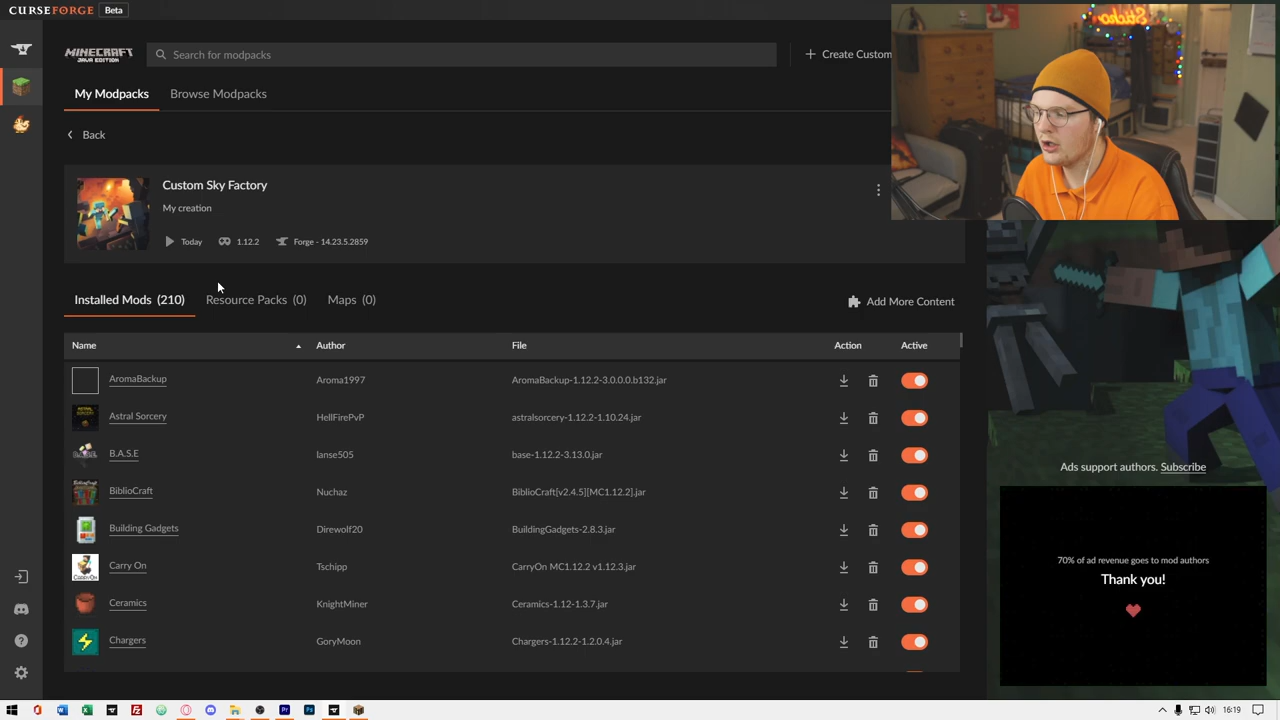 CURSEFORGE Beta
MINECRAFT
JAVA EDITION
Search for modpacks
Create Custom
My Modpacks
Browse Modpacks
Back
Custom Sky Factory
My creation
Today
1.12.2
Forge - 14.23.5.2859
Installed Mods (210)
Resource Packs (0)
Maps (0)
Add More Content
Name Author File Action Active
AromaBackup Aroma1997 AromaBackup-1.12.2-3.0.0.0.b132.jar
Astral Sorcery HellFirePvP astralsorcery-1.12.2-1.10.24.jar
B.A.S.E lanse505 base-1.12.2-3.13.0.jar
BiblioCraft Nuchaz BiblioCraft[v2.4.5][MC1.12.2].jar
Building Gadgets Direwolf20 BuildingGadgets-2.8.3.jar
Carry On Tschipp CarryOn MC1.12.2 v1.12.3.jar
Ceramics KnightMiner Ceramics-1.12-1.3.7.jar
Chargers GoryMoon Chargers-1.12.2-1.2.0.4.jar
Ads support authors. Subscribe
70% of ad revenue goes to mod authors
Thank you!
16:19